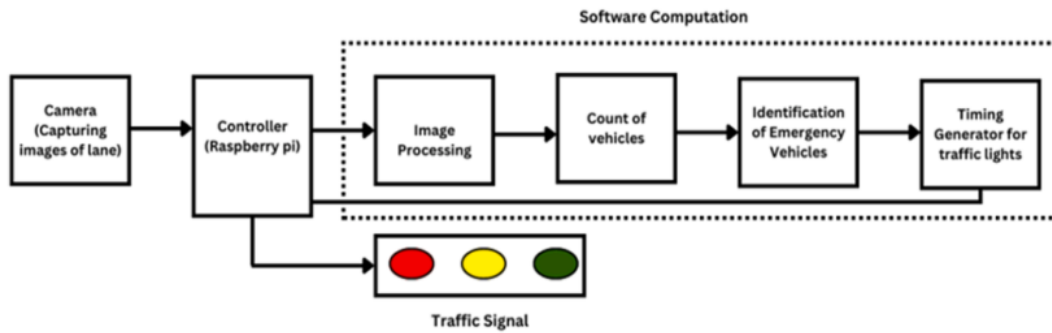 Software Computation
Camera
(Capturing
images of lane)
Controller
(Raspberry pi)
Image
Processing
Count of
vehicles
Identification
of Emergency
Vehicles
Timing
Generator for
traffic lights
Traffic Signal